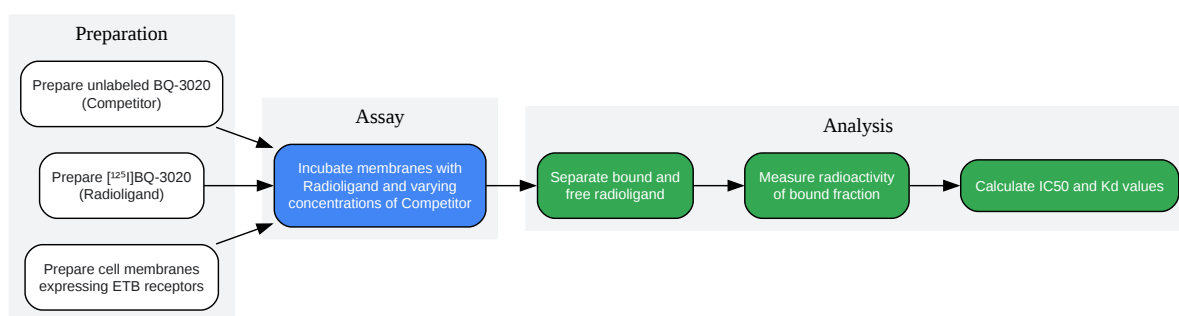 Preparation
Prepare unlabeled BQ-3020
(Competitor)
Prepare [¹²⁵I]BQ-3020
(Radioligand)
Prepare cell membranes
expressing ETB receptors
Assay
Incubate membranes with
Radioligand and varying
concentrations of Competitor
Analysis
Separate bound and
free radioligand
Measure radioactivity
of bound fraction
Calculate IC50 and Kd values